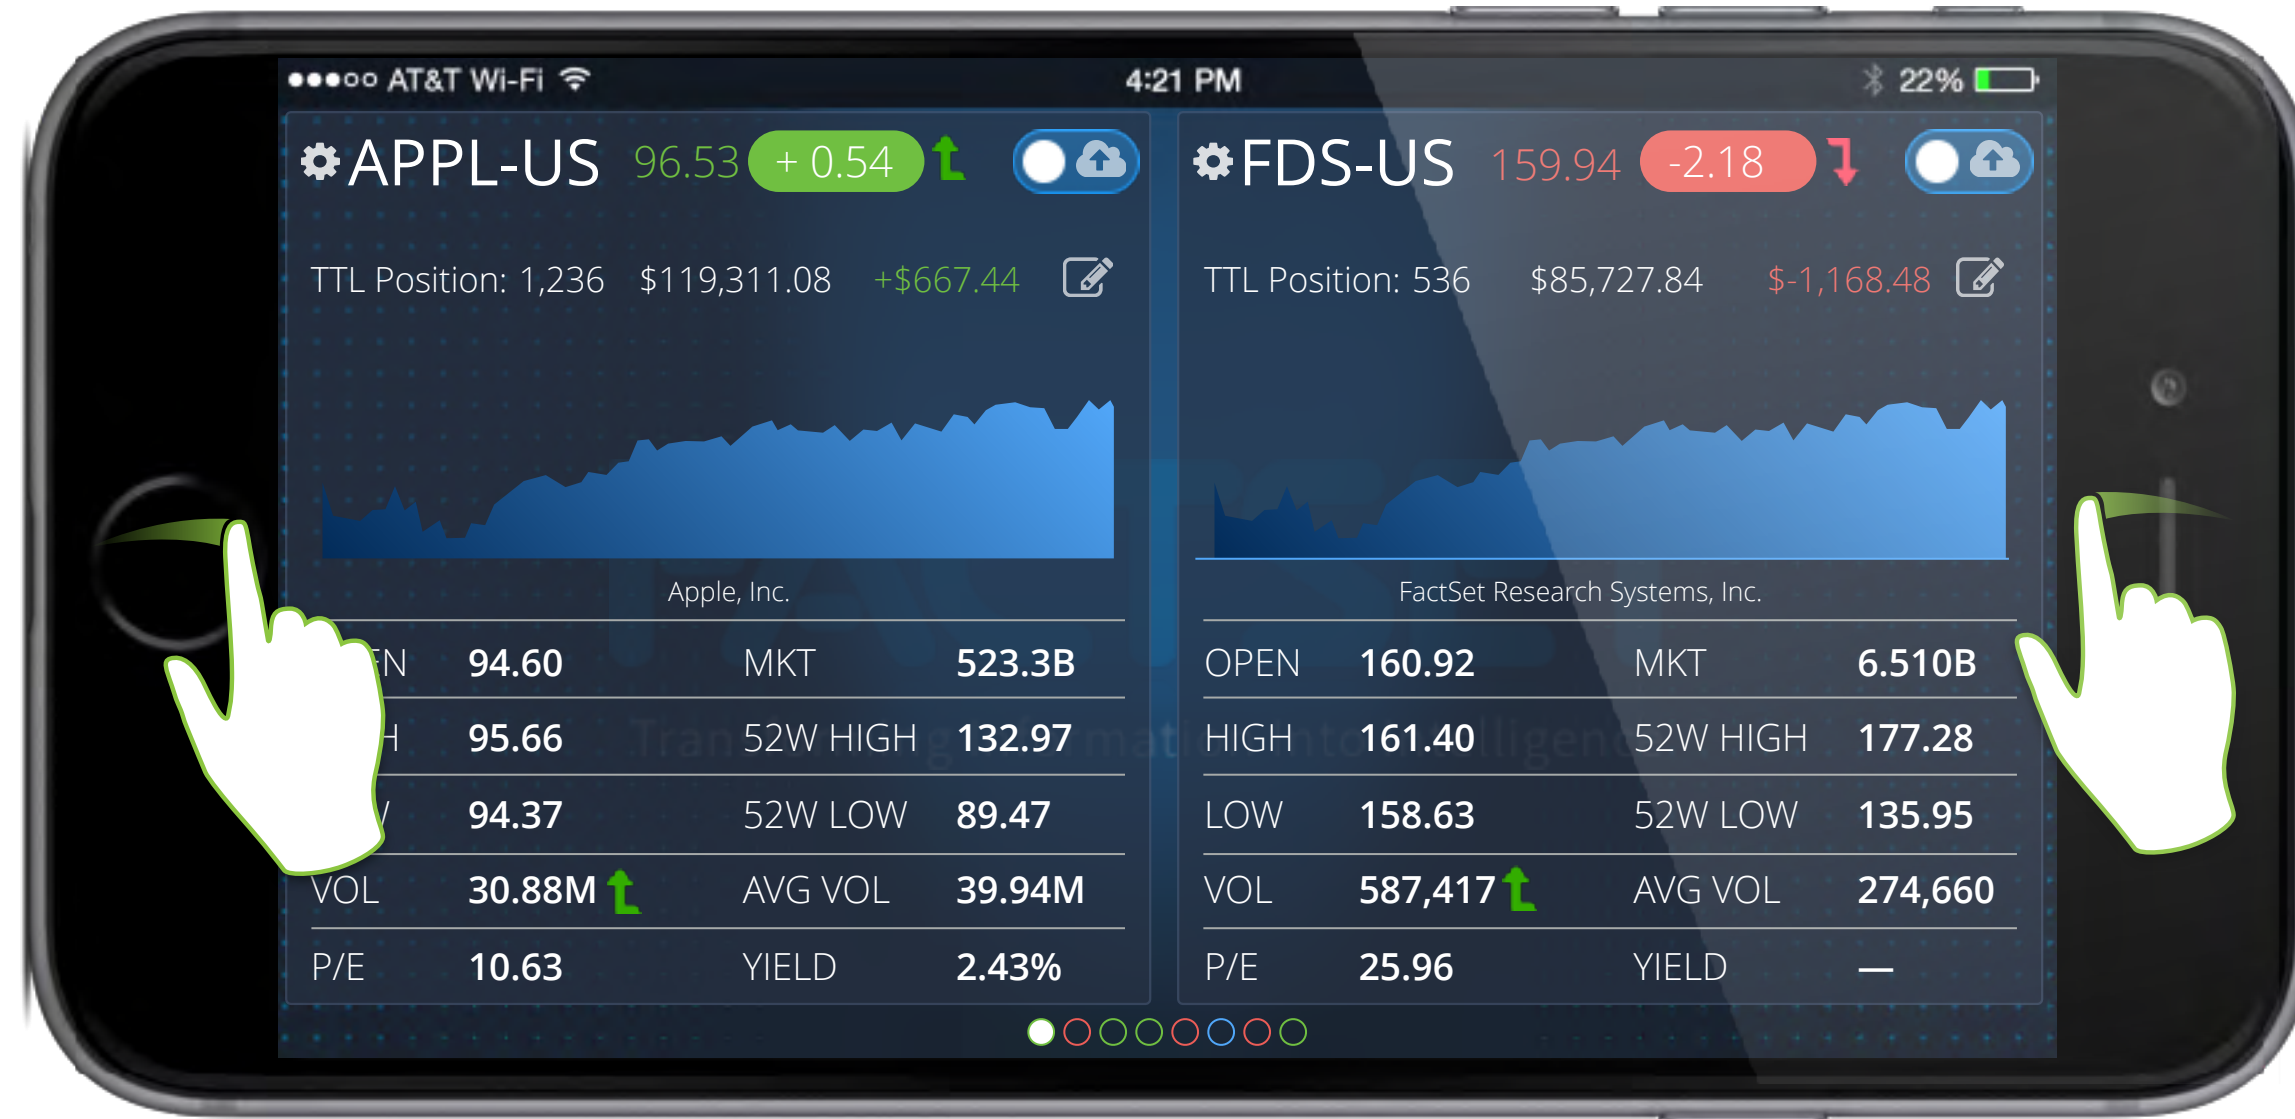 AT&T Wi-Fi 4:21 PM 22%
APPL-US 96.53 + 0.54
TTL Position: 1,236 $119,311.08 +$667.44
Apple, Inc.
94.60 MKT 523.3B
95.66 52W HIGH 132.97
94.37 52W LOW 89.47
VOL 30.88M AVG VOL 39.94M
P/E 10.63 YIELD 2.43%
FDS-US 159.94 -2.18
TTL Position: 536 $85,727.84 $-1,168.48
FactSet Research Systems, Inc.
OPEN 160.92 MKT 6.510B
HIGH 161.40 52W HIGH 177.28
LOW 158.63 52W LOW 135.95
VOL 587,417 AVG VOL 274,660
P/E 25.96 YIELD —
FACTSET